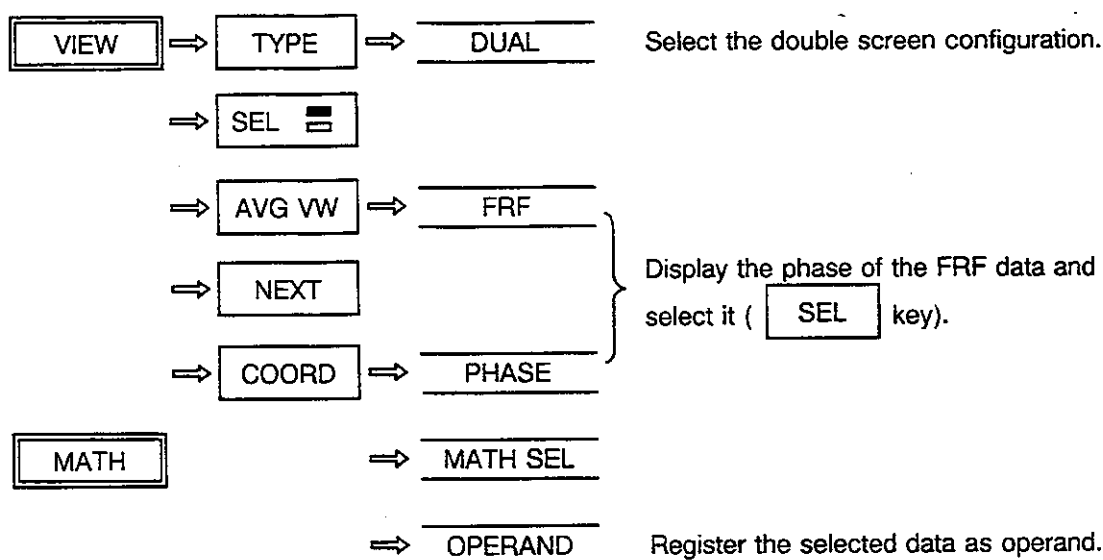 VIEW TYPE DUAL Select the double screen configuration.
SEL
AVG VW FRF
NEXT
Display the phase of the FRF data and
select it ( SEL key).
COORD PHASE
MATH MATH SEL
OPERAND Register the selected data as operand.